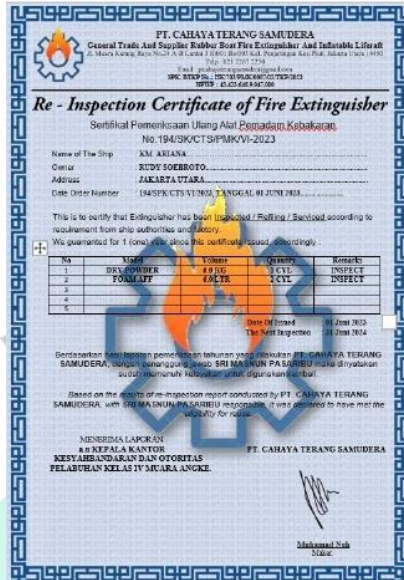 PT. CAHAYA TERANG SAMUDERA
General Trade And Supplier Rubber Boat Fire Extinguisher And Inflatable Liferaft
Re - Inspection Certificate of Fire Extinguisher
Sertifikat Pemeriksaan Ulang Alat Pemadam Kebakaran
No.194/SK/CTS/PMK/VI-2023
Name of The Ship KM. ARIANA
Owner RUDY SOEBROTO
Address JAKARTA UTARA
Date Order Number 194/SPK/CTS/VI/2023, TANGGAL 01 JUNI 2023
This is to certify that Extinguisher has been Inspected / Refiling / Serviced according to
requirement from ship authorities and factory.
We guaranted for 1 (one) year since this certificate issued, accordingly :
No Model Volume Quantity Remarks
1 DRY POWDER 6.0 KG 2 CYL INSPECT
2 FOAM AFF 2 CYL INSPECT
3
4
5
Date Of Issued : 01 Juni 2023
The Next Inspection : 31 Juni 2024
Berdasarkan hasil laporan pemeriksaan tahunan yang dilakukan PT. CAHAYA TERANG
SAMUDERA, dengan penanggung jawab SRI MASNUN PASARIBU maka dinyatakan
sudah memenuhi kelayakan untuk digunakan kembali.
Based on the results of re-inspection report conducted by PT. CAHAYA TERANG
SAMUDERA, with SRI MASNUN PASARIBU responsible, it was declared to have met the
eligibility for reuse.
MENERIMA LAPORAN
a.n KEPALA KANTOR
KESYAHBANDARAN DAN OTORITAS
PELABUHAN KELAS IV MUARA ANGKE.
PT. CAHAYA TERANG SAMUDERA
Muhamad Nuh